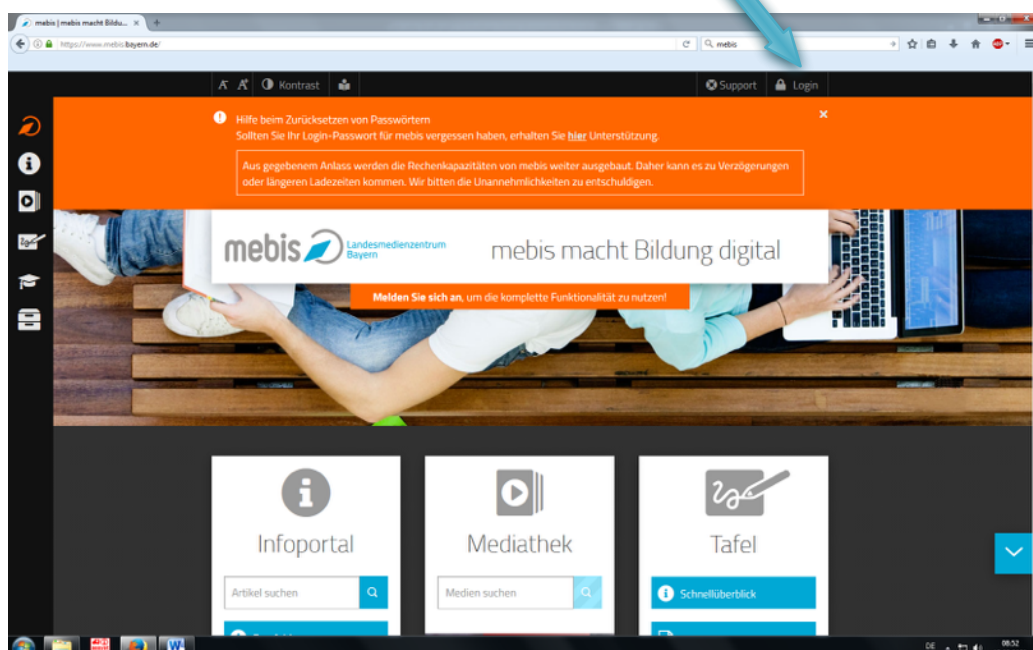 mebis | mebis macht Bildu...
https://www.mebis.bayern.de/
mebis
Kontrast
Support
Login
Hilfe beim Zurücksetzen von Passwörtern
Sollten Sie Ihr Login-Passwort für mebis vergessen haben, erhalten Sie hier Unterstützung.
Aus gegebenem Anlass werden die Rechenkapazitäten von mebis weiter ausgebaut. Daher kann es zu Verzögerungen
oder längeren Ladezeiten kommen. Wir bitten die Unannehmlichkeiten zu entschuldigen.
mebis
Landesmedienzentrum
Bayern
mebis macht Bildung digital
Melden Sie sich an, um die komplette Funktionalität zu nutzen!
Infoportal
Mediathek
Tafel
Artikel suchen
Medien suchen
Schnellüberblick
DE
08:52